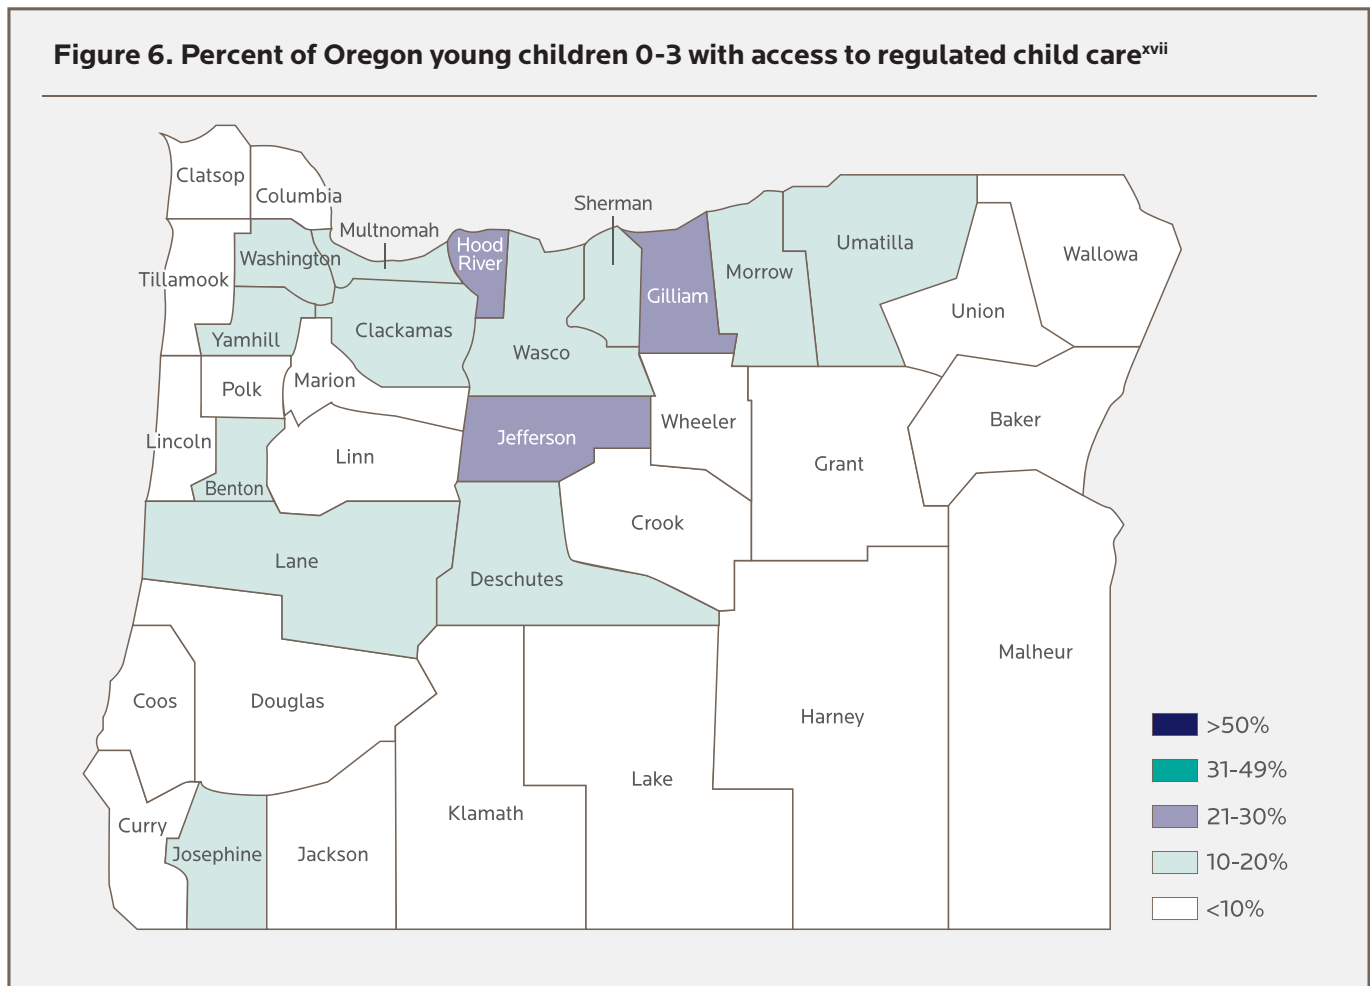 Figure 6. Percent of Oregon young children 0-3 with access to regulated child carexvii
Clatsop
Columbia
Sherman
Multnomah
Hood
River
Washington
Umatilla
Wallowa
Tillamook
Morrow
Gilliam
Union
Clackamas
Yamhill
Wasco
Marion
Polk
Wheeler
Baker
Jefferson
Lincoln
Linn
Grant
Benton
Crook
Lane
Deschutes
Malheur
Coos
Douglas
Harney
Lake
Klamath
Curry
Josephine
Jackson
>50%
31-49%
21-30%
10-20%
<10%